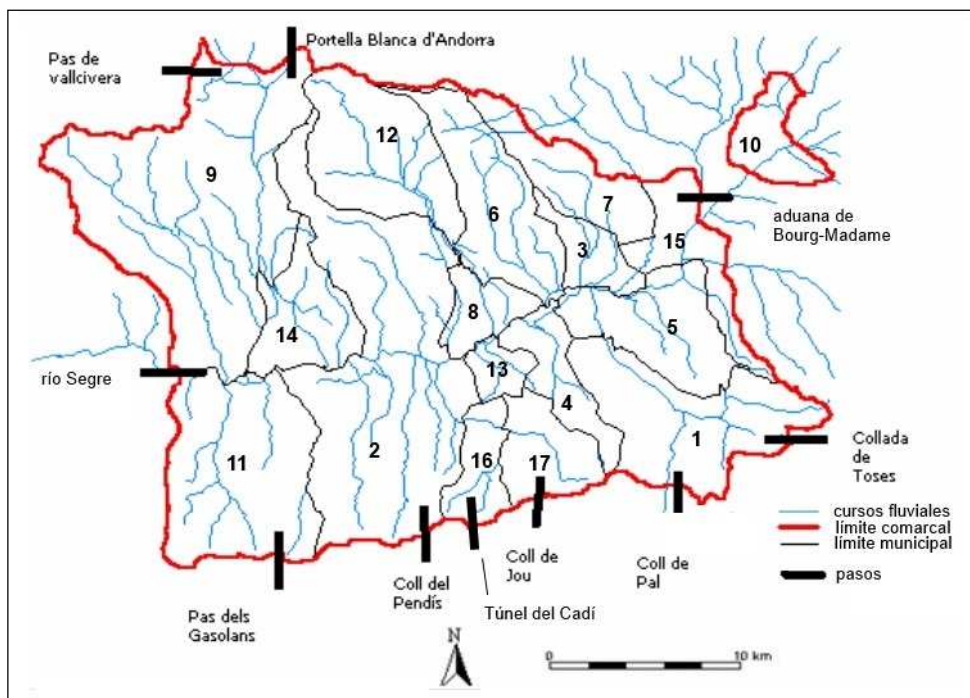 Portella Blanca d'Andorra
Pas de
vallcivera
12
10
9
7
6
3
15
aduana de
Bourg-Madame
8
5
14
13
río Segre
4
1
Collada
de
Toses
2
11
16
17
cursos fluviales
límite comarcal
límite municipal
pasos
Coll de
Jou
Coll de
Pal
Coll del
Pendís
Túnel del Cadí
Pas dels
Gasolans
N
0
10 km